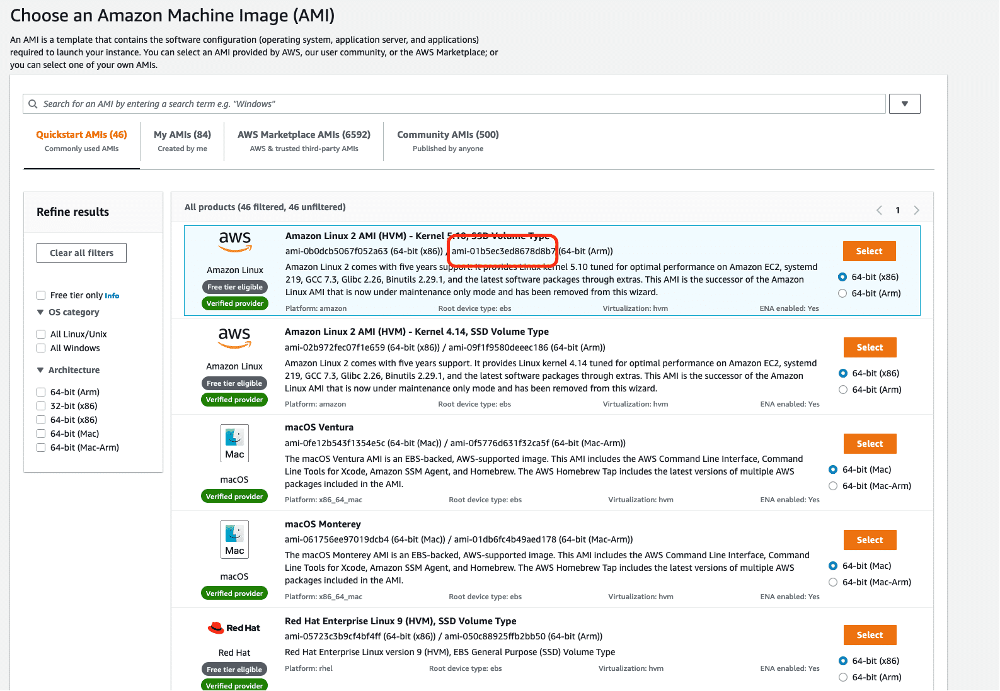 Choose an Amazon Machine Image (AMI)
An AMI is a template that contains the software configuration (operating system, application server, and applications)
required to launch your instance. You can select an AMI provided by AWS, our user community, or the AWS Marketplace; or
you can select one of your own AMIs.
Search for an AMI by entering a search term e.g. "Windows"
Quickstart AMIs (46)
Commonly used AMIs
My AMIs (84)
Created by me
AWS Marketplace AMIs (6592)
AWS & trusted third-party AMIs
Community AMIs (500)
Published by anyone
Refine results
Clear all filters
Free tier only Info
OS category
All Linux/Unix
All Windows
Architecture
64-bit (Arm)
32-bit (x86)
64-bit (x86)
64-bit (Mac)
64-bit (Mac-Arm)
All products (46 filtered, 46 unfiltered)
1
aws
Amazon Linux
Free tier eligible
Verified provider
Amazon Linux 2 AMI (HVM) - Kernel 5.10, SSD Volume Type
ami-0b0dcb5067f052a63 (64-bit (x86)) / ami-01b5ec3ed8678d8b7 (64-bit (Arm))
Amazon Linux 2 comes with five years support. It provides Linux kernel 5.10 tuned for optimal performance on Amazon EC2, systemd
219, GCC 7.3, Glibc 2.26, Binutils 2.29.1, and the latest software packages through extras. This AMI is the successor of the Amazon
Linux AMI that is now under maintenance only mode and has been removed from this wizard.
Platform: amazon Root device type: ebs Virtualization: hvm ENA enabled: Yes
Select
64-bit (x86)
64-bit (Arm)
aws
Amazon Linux
Free tier eligible
Verified provider
Amazon Linux 2 AMI (HVM) - Kernel 4.14, SSD Volume Type
ami-02b972fec07f1e659 (64-bit (x86)) / ami-09f1f9580deeec186 (64-bit (Arm))
Amazon Linux 2 comes with five years support. It provides Linux kernel 4.14 tuned for optimal performance on Amazon EC2, systemd
219, GCC 7.3, Glibc 2.26, Binutils 2.29.1, and the latest software packages through extras. This AMI is the successor of the Amazon
Linux AMI that is now under maintenance only mode and has been removed from this wizard.
Platform: amazon Root device type: ebs Virtualization: hvm ENA enabled: Yes
Select
64-bit (x86)
64-bit (Arm)
Mac
macOS
Verified provider
macOS Ventura
ami-0fe12b543f1354e5c (64-bit (Mac)) / ami-0f5776d631f32ca5f (64-bit (Mac-Arm))
The macOS Ventura AMI is an EBS-backed, AWS-supported image. This AMI includes the AWS Command Line Interface, Command
Line Tools for Xcode, Amazon SSM Agent, and Homebrew. The AWS Homebrew Tap includes the latest versions of multiple AWS
packages included in the AMI.
Platform: x86_64_mac Root device type: ebs Virtualization: hvm ENA enabled: Yes
Select
64-bit (Mac)
64-bit (Mac-Arm)
Mac
macOS
Verified provider
macOS Monterey
ami-061756ee97019dcb4 (64-bit (Mac)) / ami-01db6fc4b49aed178 (64-bit (Mac-Arm))
The macOS Monterey AMI is an EBS-backed, AWS-supported image. This AMI includes the AWS Command Line Interface, Command
Line Tools for Xcode, Amazon SSM Agent, and Homebrew. The AWS Homebrew Tap includes the latest versions of multiple AWS
packages included in the AMI.
Platform: x86_64_mac Root device type: ebs Virtualization: hvm ENA enabled: Yes
Select
64-bit (Mac)
64-bit (Mac-Arm)
Red Hat
Red Hat
Free tier eligible
Verified provider
Red Hat Enterprise Linux 9 (HVM), SSD Volume Type
ami-05723c3b9cf4bf4ff (64-bit (x86)) / ami-050c88925ffb2bb50 (64-bit (Arm))
Red Hat Enterprise Linux version 9 (HVM), EBS General Purpose (SSD) Volume Type
Platform: rhel Root device type: ebs Virtualization: hvm ENA enabled: Yes
Select
64-bit (x86)
64-bit (Arm)